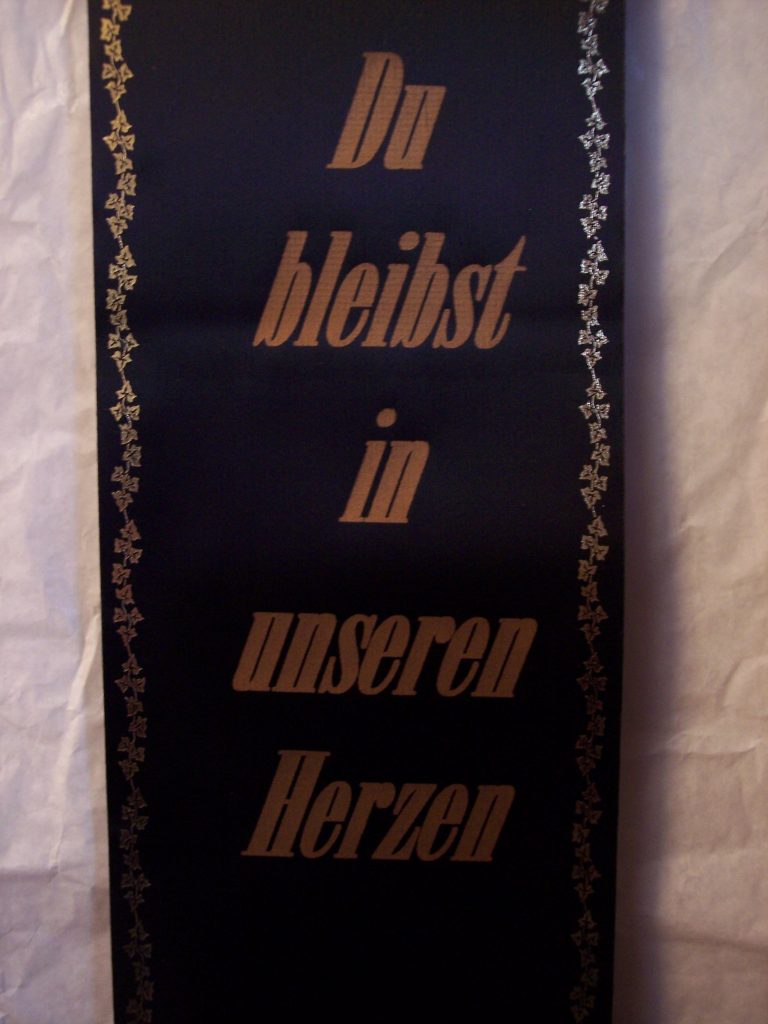 Du
bleibst
in
unseren
Herzen